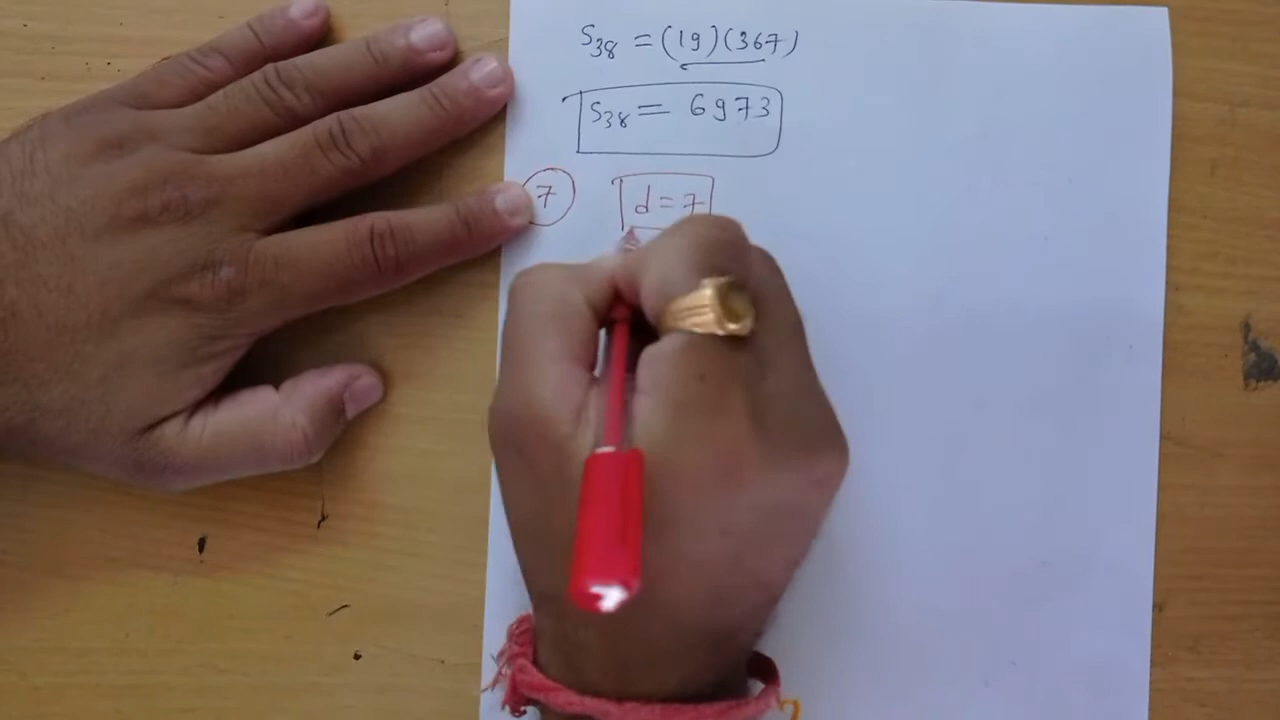 S₃₈ = (19)(367)
S₃₈ = 6973
7 d = 7